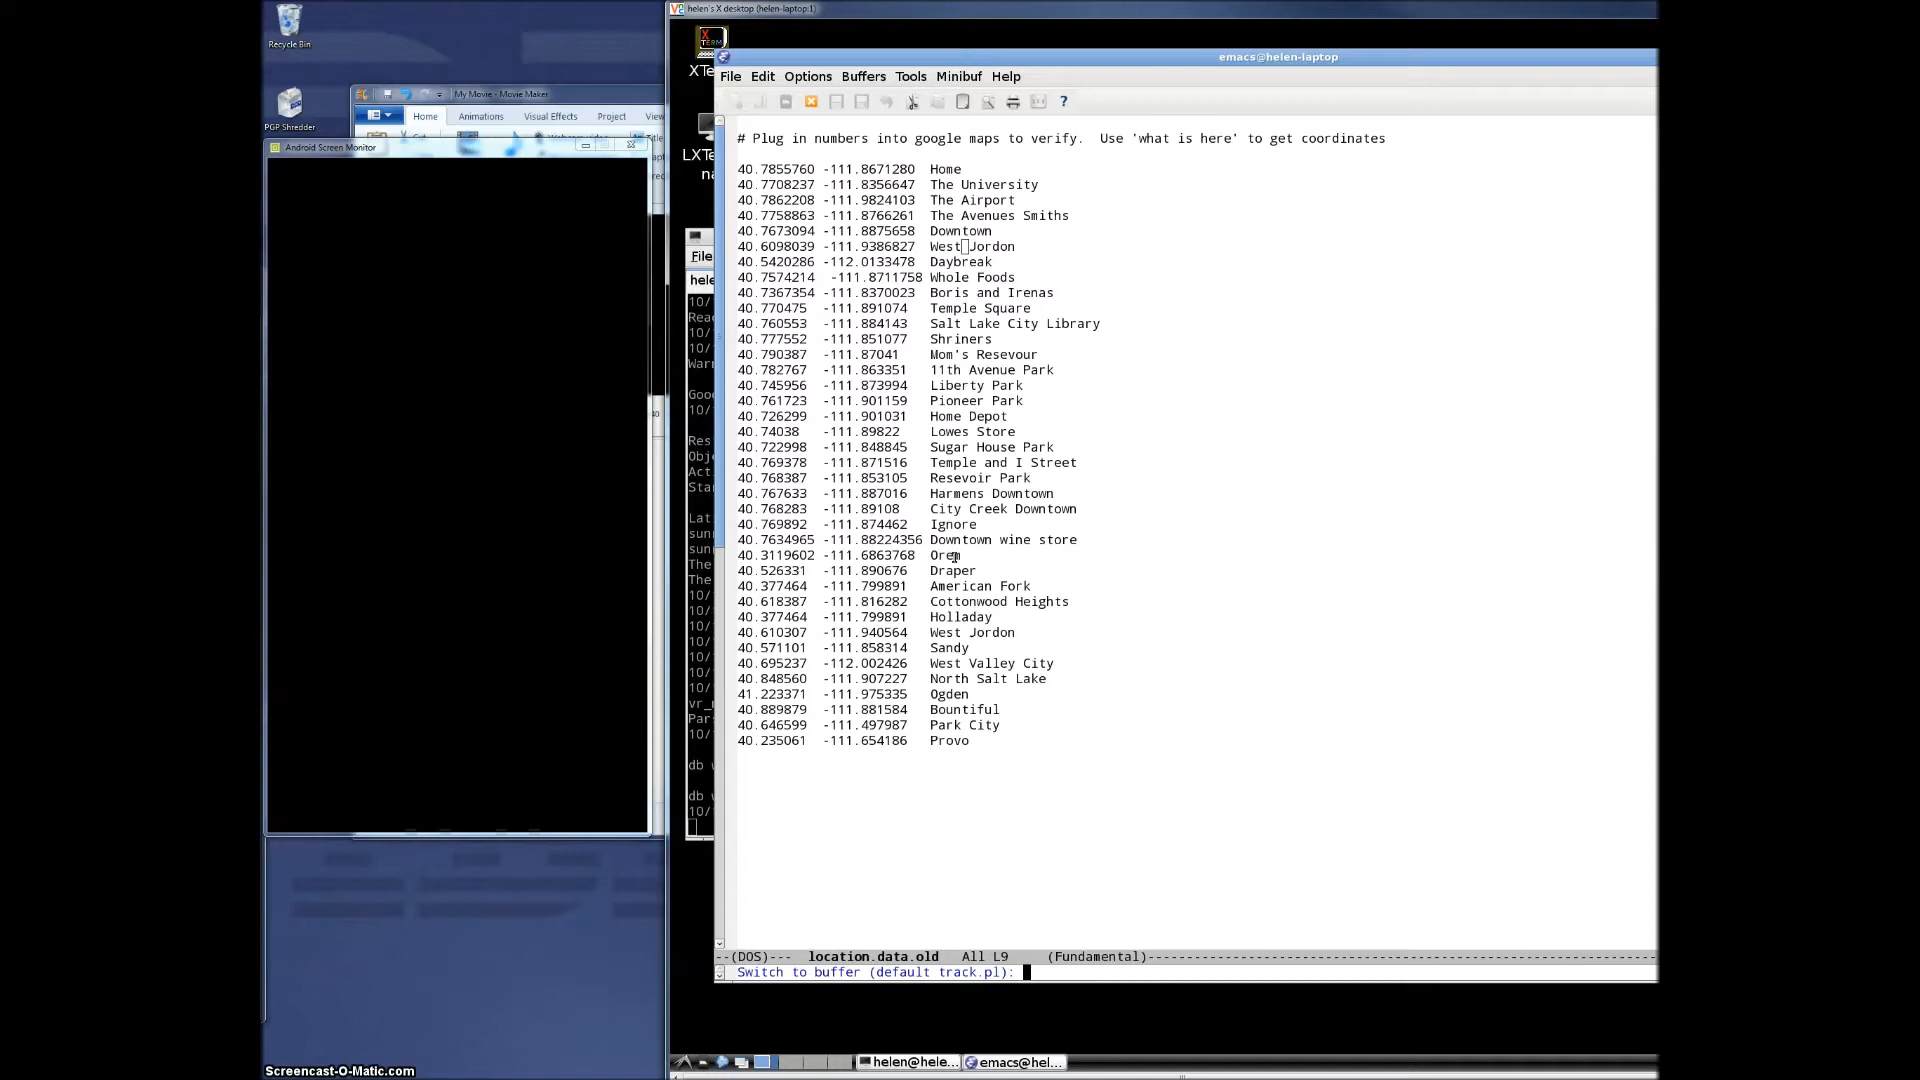 Recycle Bin
PGP Shredder
My Movie - Movie Maker
Home Animations Visual Effects Project View
Android Screen Monitor
helen's X desktop (helen-laptop:1)
XTERM
emacs@helen-laptop
File Edit Options Buffers Tools Minibuf Help
# Plug in numbers into google maps to verify.  Use 'what is here' to get coordinates
40.7855760 -111.8671280  Home
40.7708237 -111.8356647  The University
40.7862208 -111.9824103  The Airport
40.7758863 -111.8766261  The Avenues Smiths
40.7673094 -111.8875658  Downtown
40.6098039 -111.9386827  West Jordon
40.5420286 -112.0133478  Daybreak
40.7574214  -111.8711758 Whole Foods
40.7367354 -111.8370023  Boris and Irenas
40.770475  -111.891074   Temple Square
40.760553  -111.884143   Salt Lake City Library
40.777552  -111.851077   Shriners
40.790387  -111.87041    Mom's Resevour
40.782767  -111.863351   11th Avenue Park
40.745956  -111.873994   Liberty Park
40.761723  -111.901159   Pioneer Park
40.726299  -111.901031   Home Depot
40.74038   -111.89822    Lowes Store
40.722998  -111.848845   Sugar House Park
40.769378  -111.871516   Temple and I Street
40.768387  -111.853105   Resevoir Park
40.767633  -111.887016   Harmens Downtown
40.768283  -111.89108    City Creek Downtown
40.769892  -111.874462   Ignore
40.7634965 -111.88224356 Downtown wine store
40.3119602 -111.6863768  Orem
40.526331  -111.890676   Draper
40.377464  -111.799891   American Fork
40.618387  -111.816282   Cottonwood Heights
40.377464  -111.799891   Holladay
40.610307  -111.940564   West Jordon
40.571101  -111.858314   Sandy
40.695237  -112.002426   West Valley City
40.848560  -111.907227   North Salt Lake
41.223371  -111.975335   Ogden
40.889879  -111.881584   Bountiful
40.646599  -111.497987   Park City
40.235061  -111.654186   Provo
--(DOS)---  location.data.old   All L9     (Fundamental)
Switch to buffer (default track.pl):
File
helen@hele... emacs@hel...
Screencast-O-Matic.com